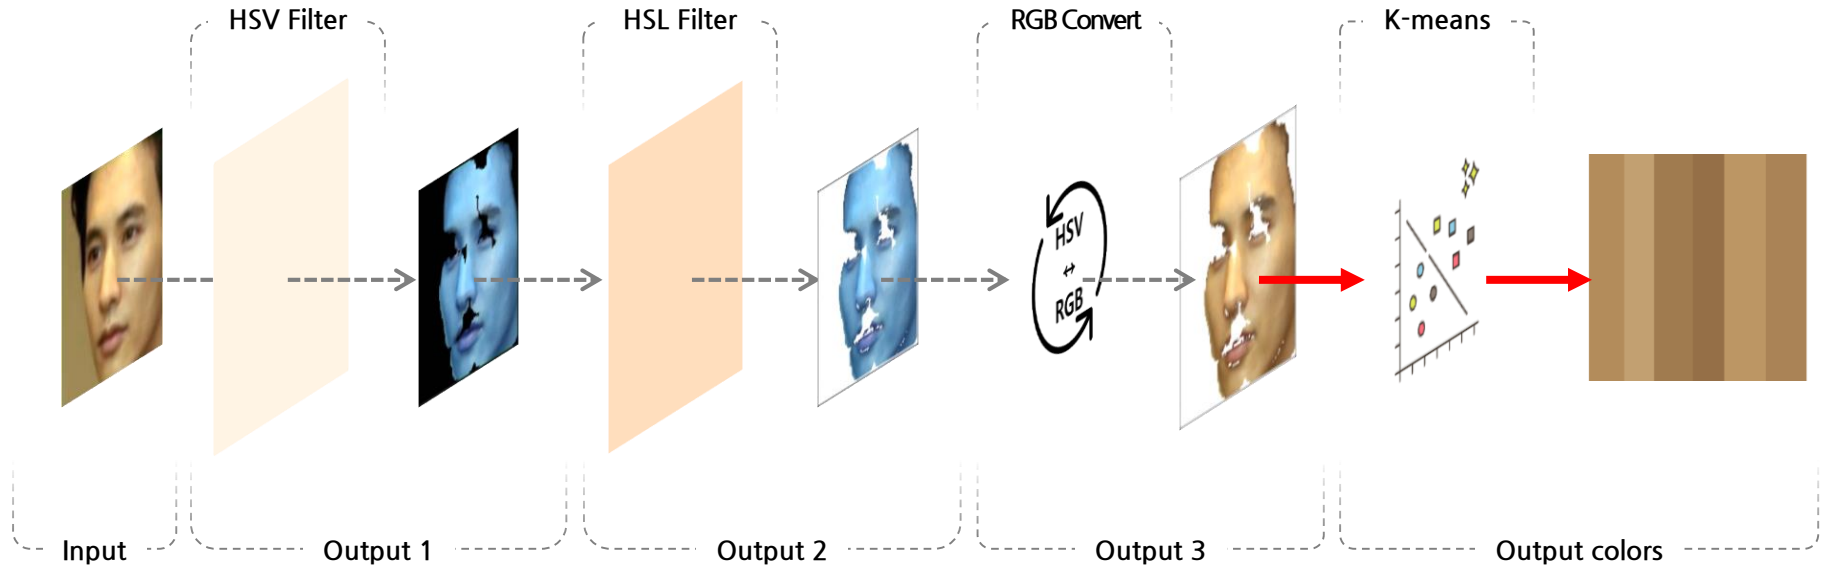 HSV Filter
HSL Filter
RGB Convert
K-means
HSV
↔
RGB
Input
Output 1
Output 2
Output 3
Output colors